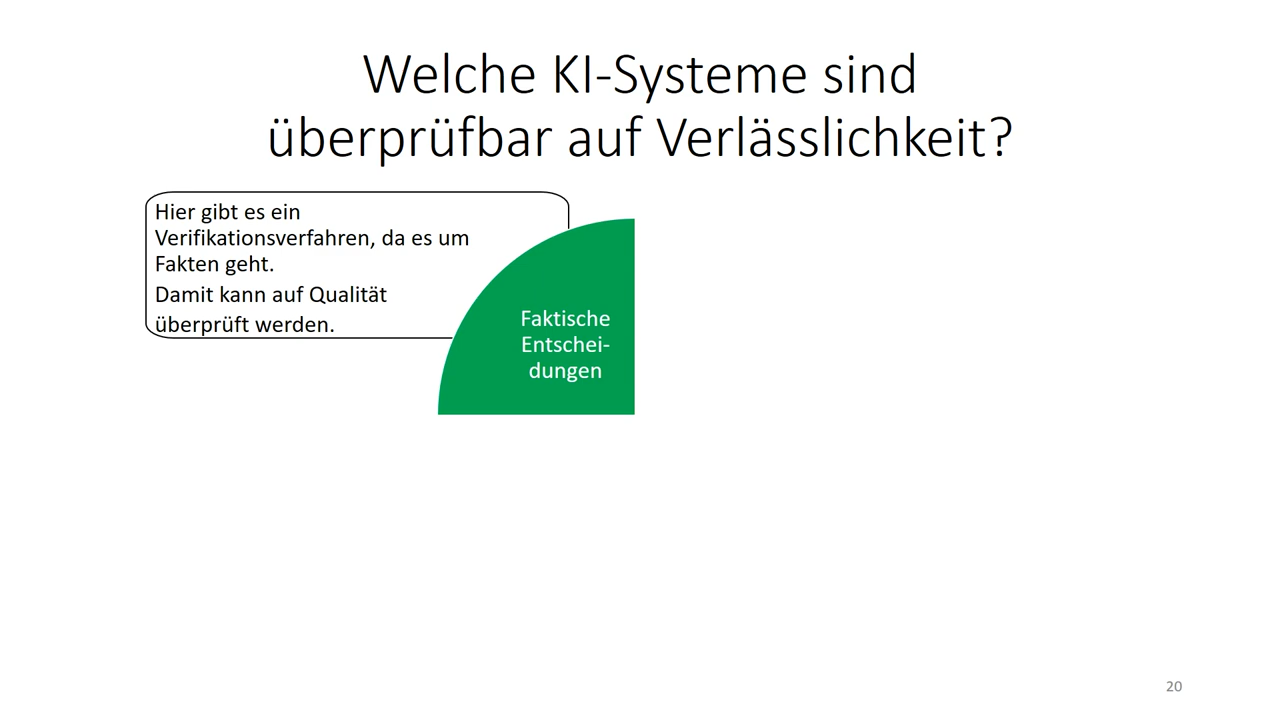 Welche KI-Systeme sind
überprüfbar auf Verlässlichkeit?
Hier gibt es ein
Verifikationsverfahren, da es um
Fakten geht.
Damit kann auf Qualität
überprüft werden.
Faktische
Entschei-
dungen
20